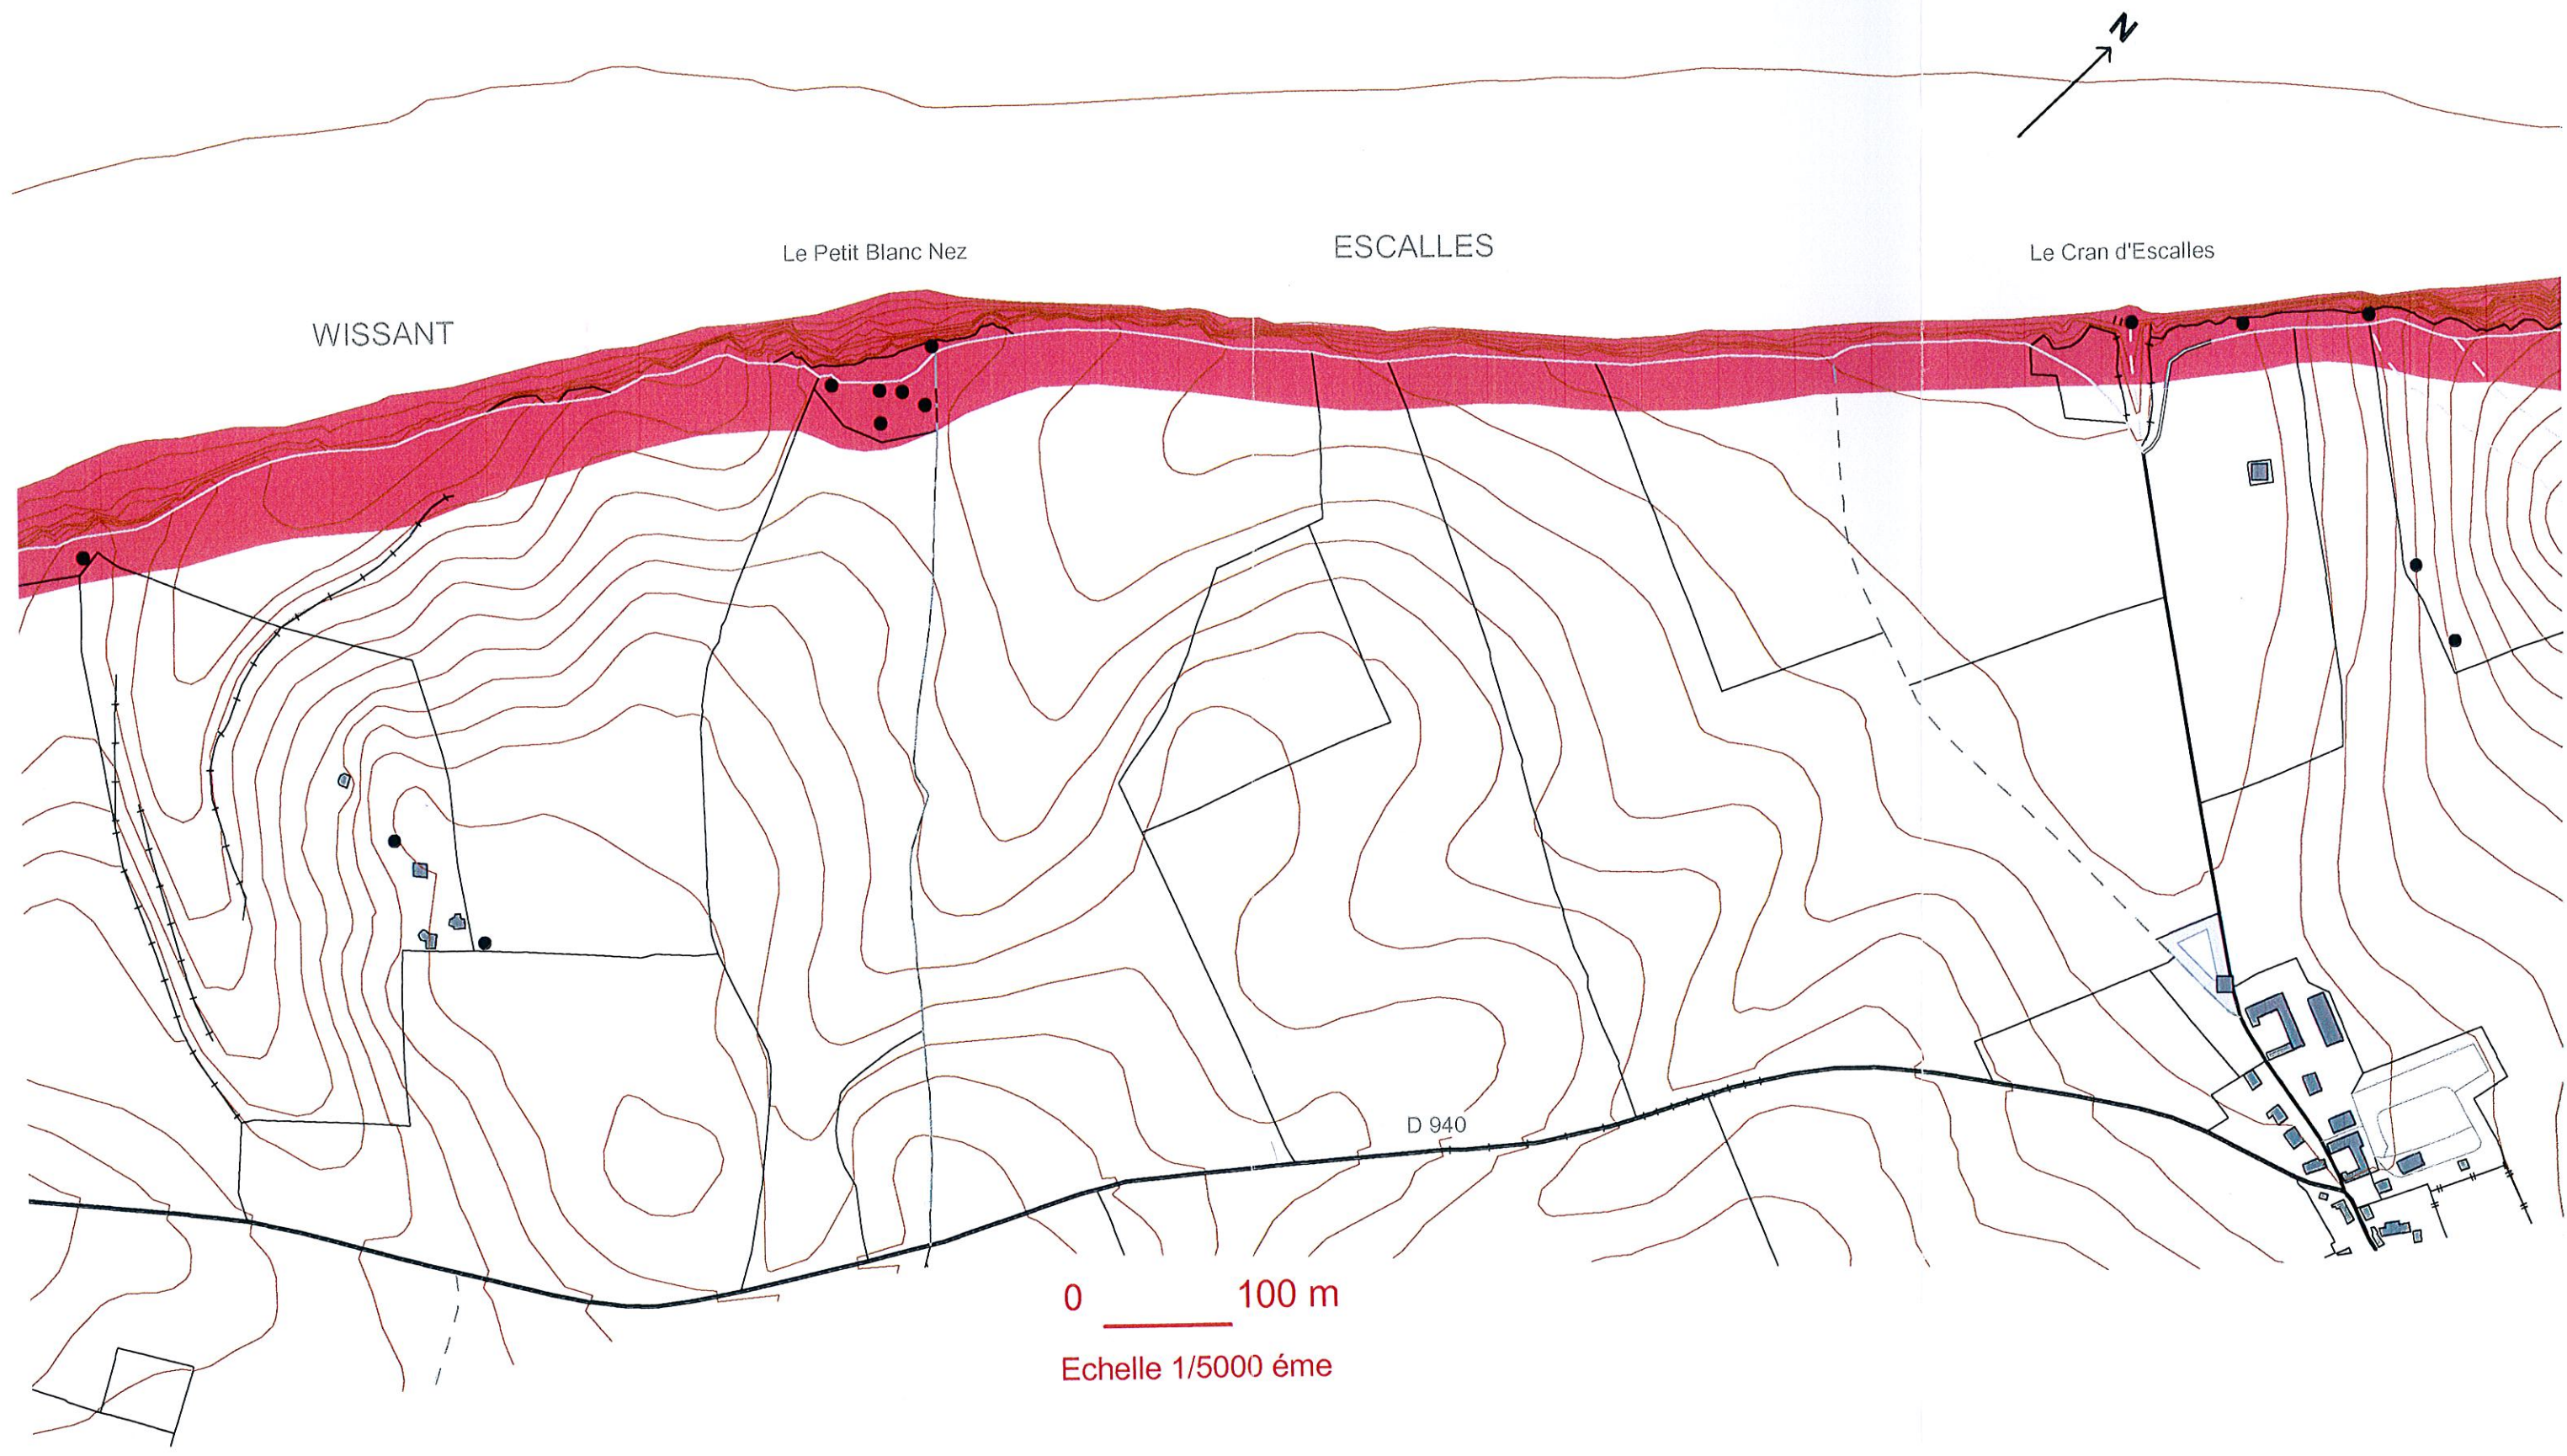 N
Le Petit Blanc Nez
ESCALLES
Le Cran d'Escalles
WISSANT
D 940
0 100 m
Echelle 1/5000 éme